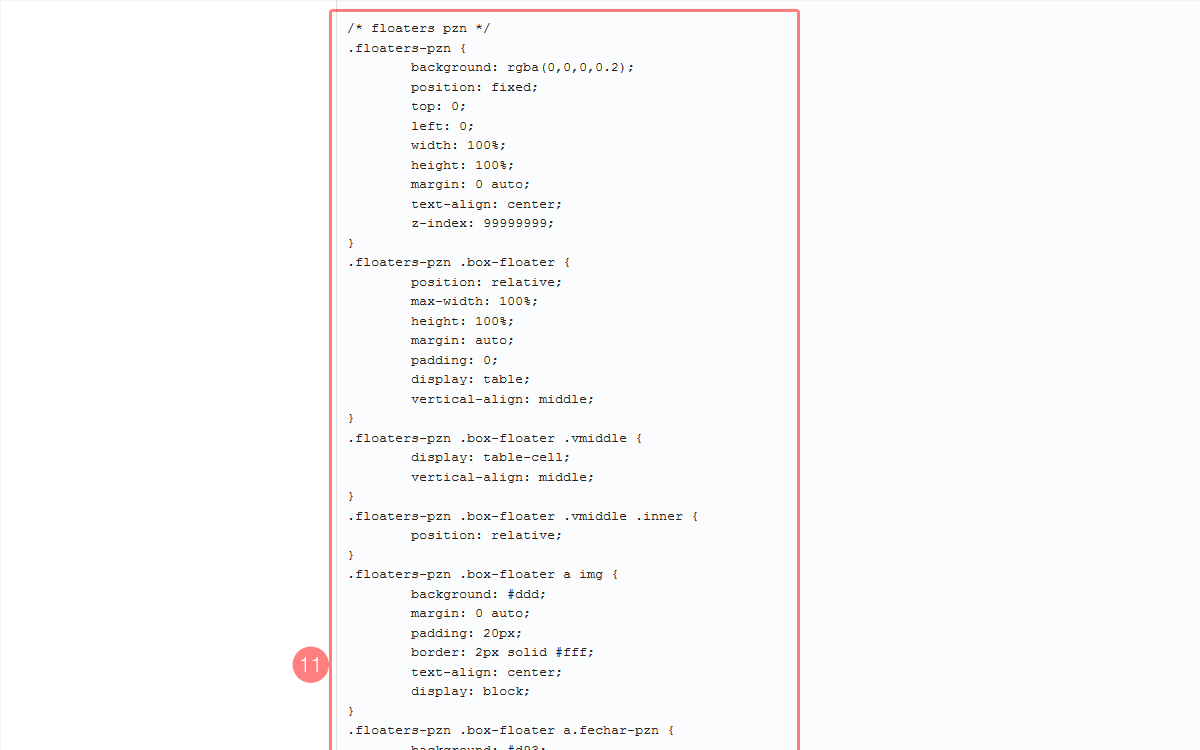 /* floaters pzn */
.floaters-pzn {
background: rgba(0,0,0,0.2);
position: fixed;
top: 0;
left: 0;
width: 100%;
height: 100%;
margin: 0 auto;
text-align: center;
z-index: 99999999;
}
.floaters-pzn .box-floater {
position: relative;
max-width: 100%;
height: 100%;
margin: auto;
padding: 0;
display: table;
vertical-align: middle;
}
.floaters-pzn .box-floater .vmiddle {
display: table-cell;
vertical-align: middle;
}
.floaters-pzn .box-floater .vmiddle .inner {
position: relative;
}
.floaters-pzn .box-floater a img {
background: #ddd;
margin: 0 auto;
padding: 20px;
border: 2px solid #fff;
11
text-align: center;
display: block;
}
.floaters-pzn .box-floater a.fechar-pzn {
background: #d93;